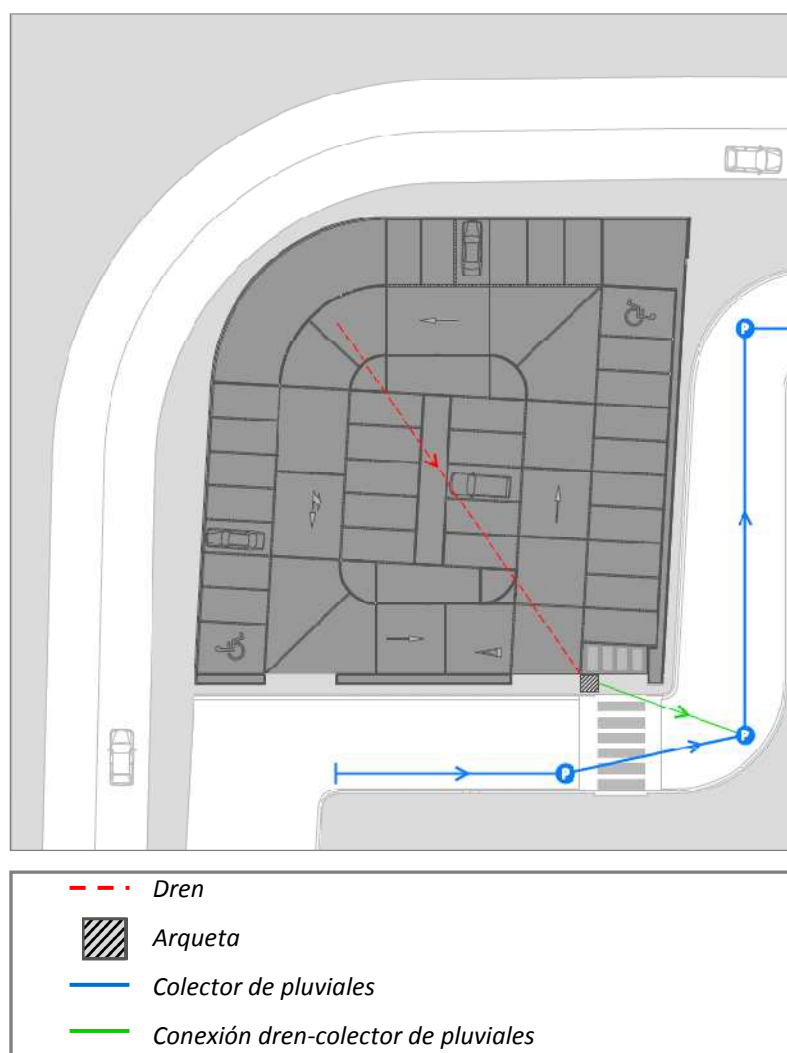 P
P
P
Dren
Arqueta
Colector de pluviales
Conexión dren-colector de pluviales